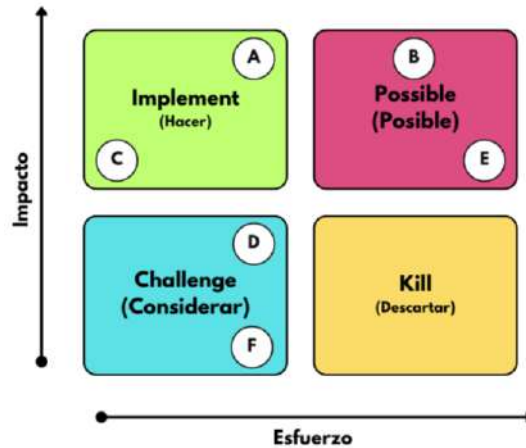 Impacto
A
Implement
(Hacer)
C
B
Possible
(Posible)
E
D
Challenge
(Considerar)
F
Kill
(Descartar)
Esfuerzo